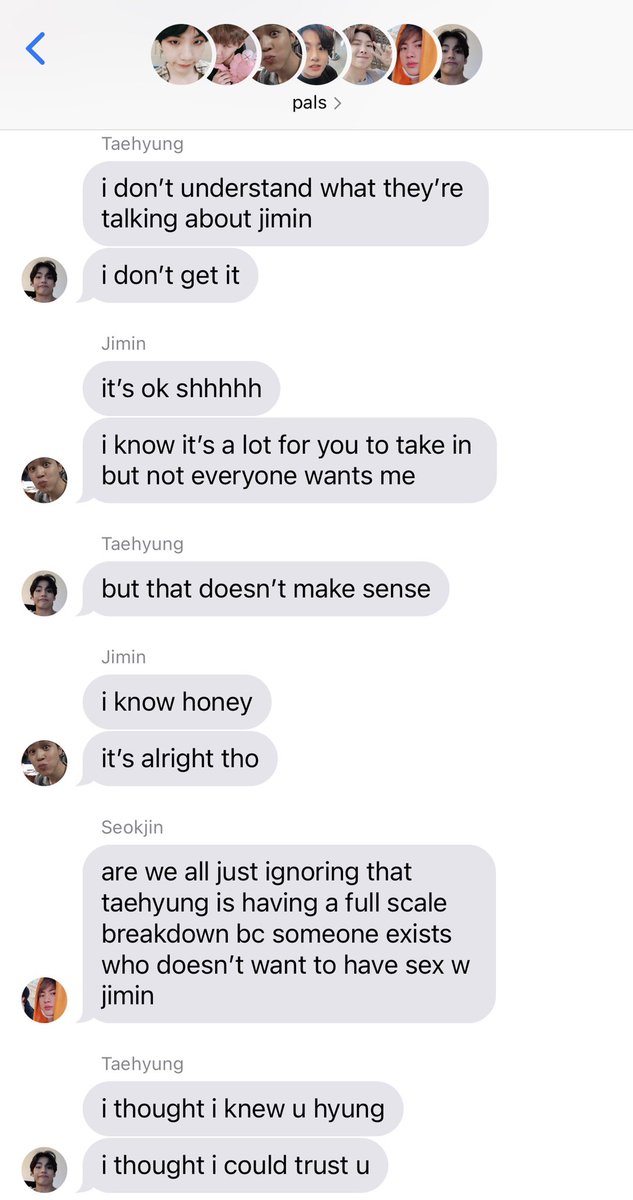 pals
Taehyung
i don’t understand what they’re
talking about jimin
i don’t get it
Jimin
it’s ok shhhhh
i know it’s a lot for you to take in
but not everyone wants me
Taehyung
but that doesn’t make sense
Jimin
i know honey
it’s alright tho
Seokjin
are we all just ignoring that
taehyung is having a full scale
breakdown bc someone exists
who doesn’t want to have sex w
jimin
Taehyung
i thought i knew u hyung
i thought i could trust u